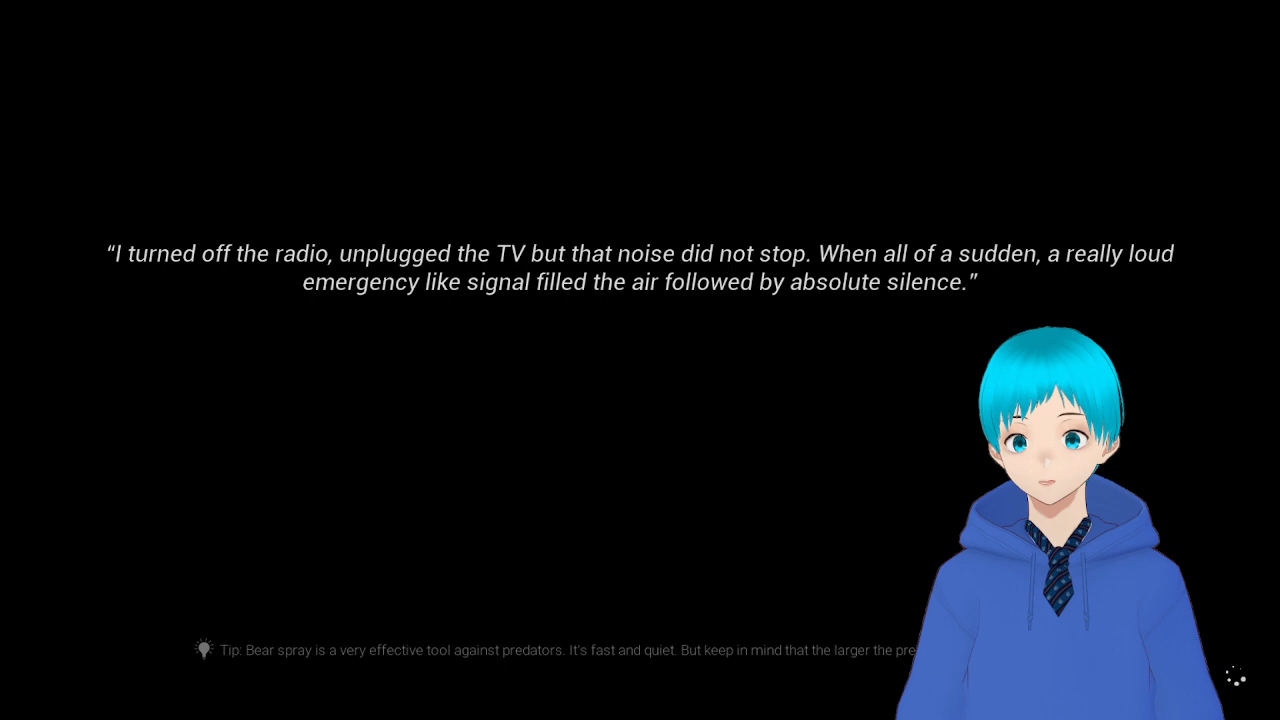 “I turned off the radio, unplugged the TV but that noise did not stop. When all of a sudden, a really loud
emergency like signal filled the air followed by absolute silence.”
Tip: Bear spray is a very effective tool against predators. It's fast and quiet. But keep in mind that the larger the